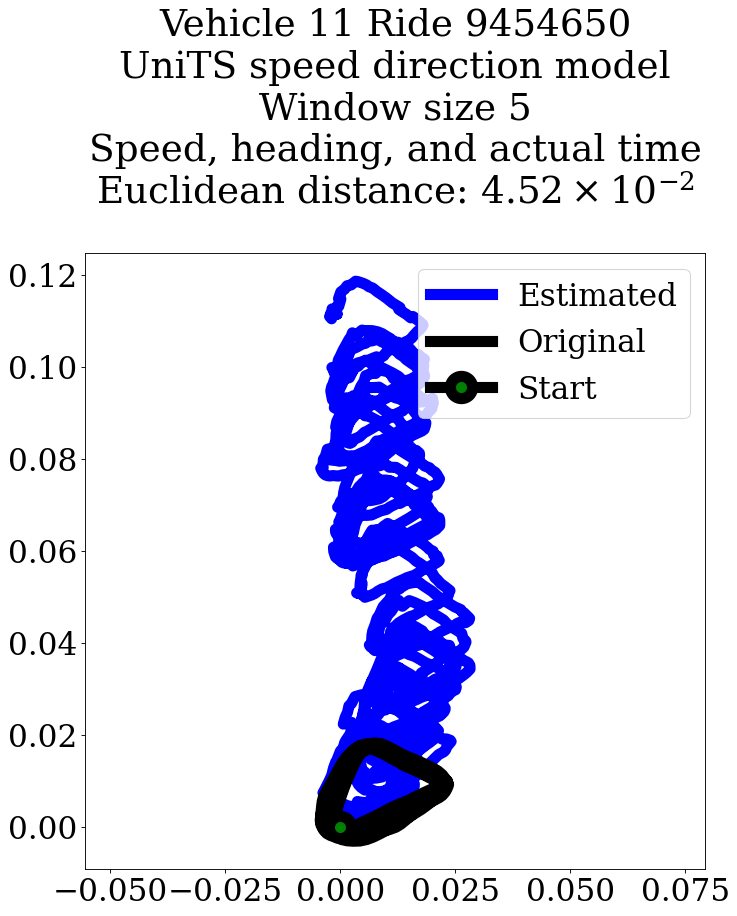 Vehicle 11 Ride 9454650
UniTS speed direction model
Window size 5
Speed, heading, and actual time
Euclidean distance: 4.52 × 10⁻²
0.12
0.10
0.08
0.06
0.04
0.02
0.00
Estimated
Original
Start
−0.050 −0.025 0.000 0.025 0.050 0.075